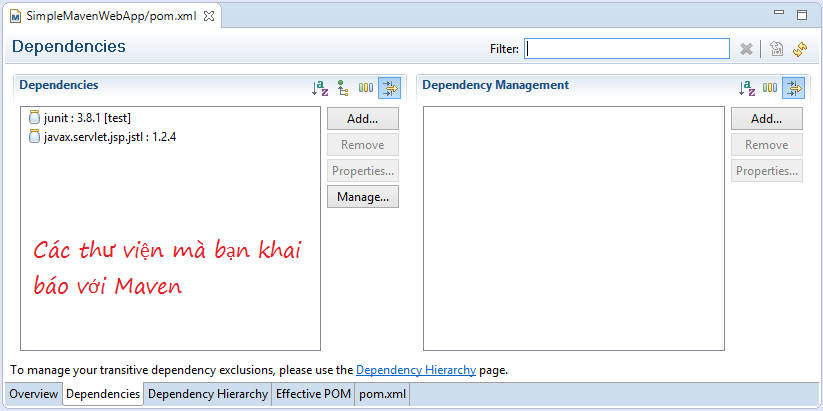 SimpleMavenWebApp/pom.xml
Dependencies
Filter:
Dependencies
Dependency Management
junit : 3.8.1 [test]
javax.servlet.jsp.jstl : 1.2.4
Add...
Remove
Properties...
Manage...
Add...
Remove
Properties...
Các thư viện mà bạn khai
báo với Maven
To manage your transitive dependency exclusions, please use the Dependency Hierarchy page.
Overview Dependencies Dependency Hierarchy Effective POM pom.xml